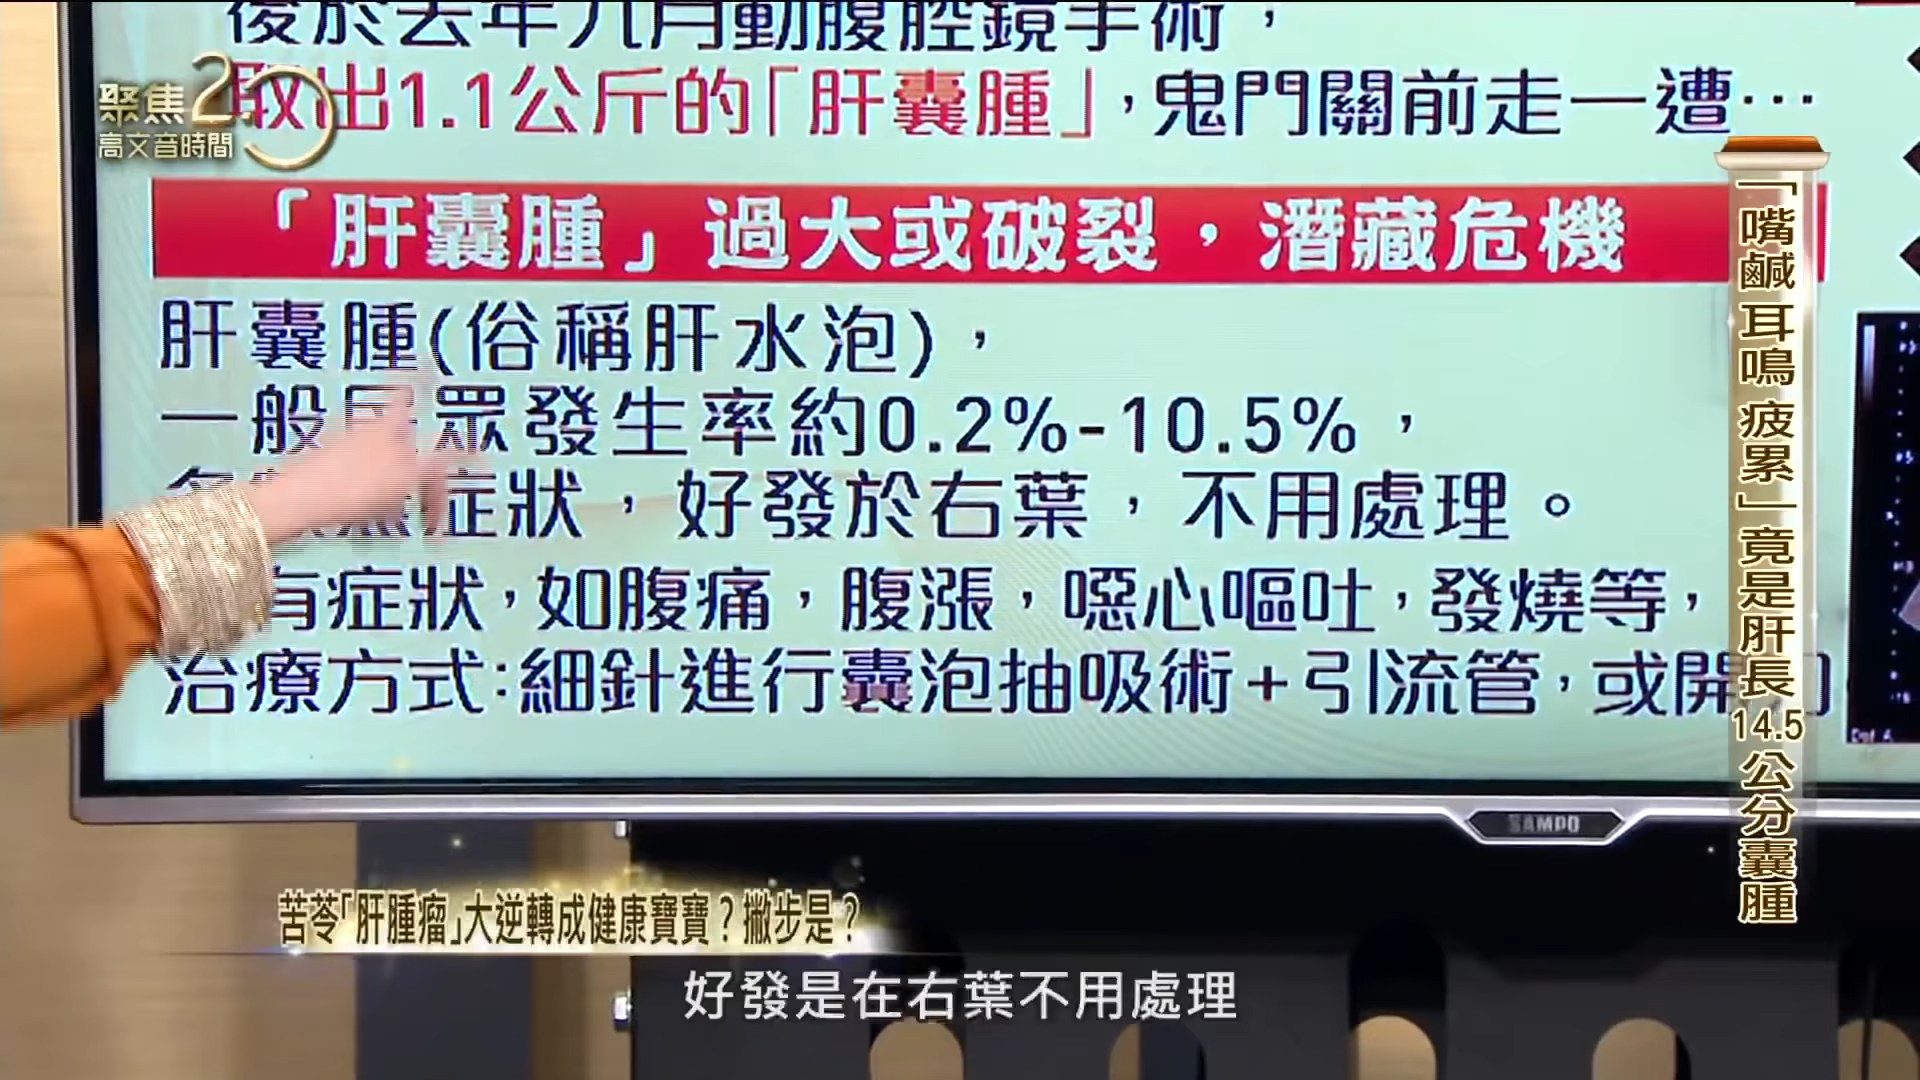 後於去年九月動腹腔鏡手術，
取出1.1公斤的「肝囊腫」，鬼門關前走一遭…
聚焦2.0
高文音時間
「肝囊腫」過大或破裂，潛藏危機
肝囊腫(俗稱肝水泡)，
一般民眾發生率約0.2%-10.5%，
症狀，好發於右葉，不用處理。
有症狀，如腹痛，腹漲，噁心嘔吐，發燒等，
治療方式:細針進行囊泡抽吸術+引流管，或開刀
「嘴鹹 耳鳴 疲累」竟是肝長14.5公分囊腫
SAMPO
苦苓「肝腫瘤」大逆轉成健康寶寶？撇步是？
好發是在右葉不用處理